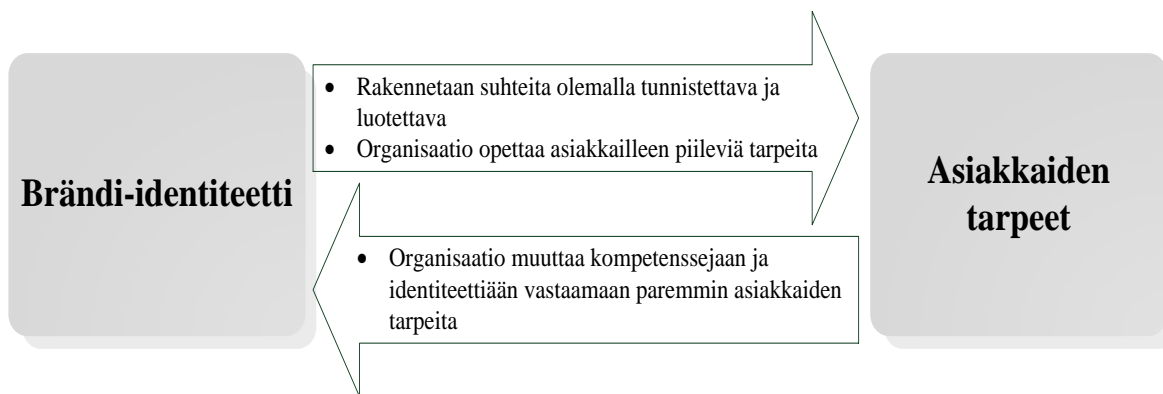 Brändi-identiteetti
• Rakennetaan suhteita olemalla tunnistettava ja
luotettava
• Organisaatio opettaa asiakkailleen piileviä tarpeita
• Organisaatio muuttaa kompetenssejaan ja
identiteettiään vastaamaan paremmin asiakkaiden
tarpeita
Asiakkaiden
tarpeet